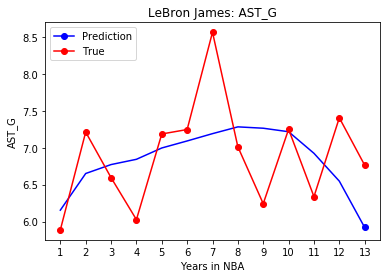 LeBron James: AST_G
Prediction
True
AST_G
8.5
8.0
7.5
7.0
6.5
6.0
1 2 3 4 5 6 7 8 9 10 11 12 13
Years in NBA